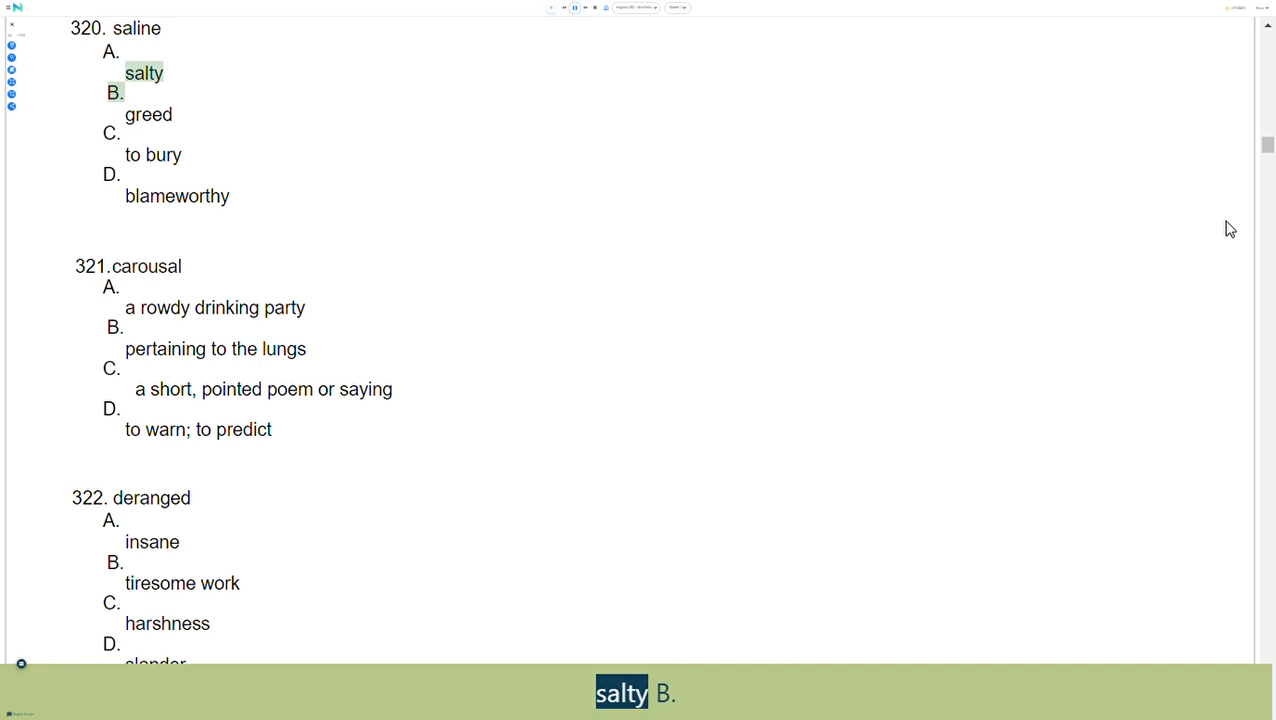 320. saline
A.
salty
B.
greed
C.
to bury
D.
blameworthy
321.carousal
A.
a rowdy drinking party
B.
pertaining to the lungs
C.
a short, pointed poem or saying
D.
to warn; to predict
322. deranged
A.
insane
B.
tiresome work
C.
harshness
D.
slander
salty B.